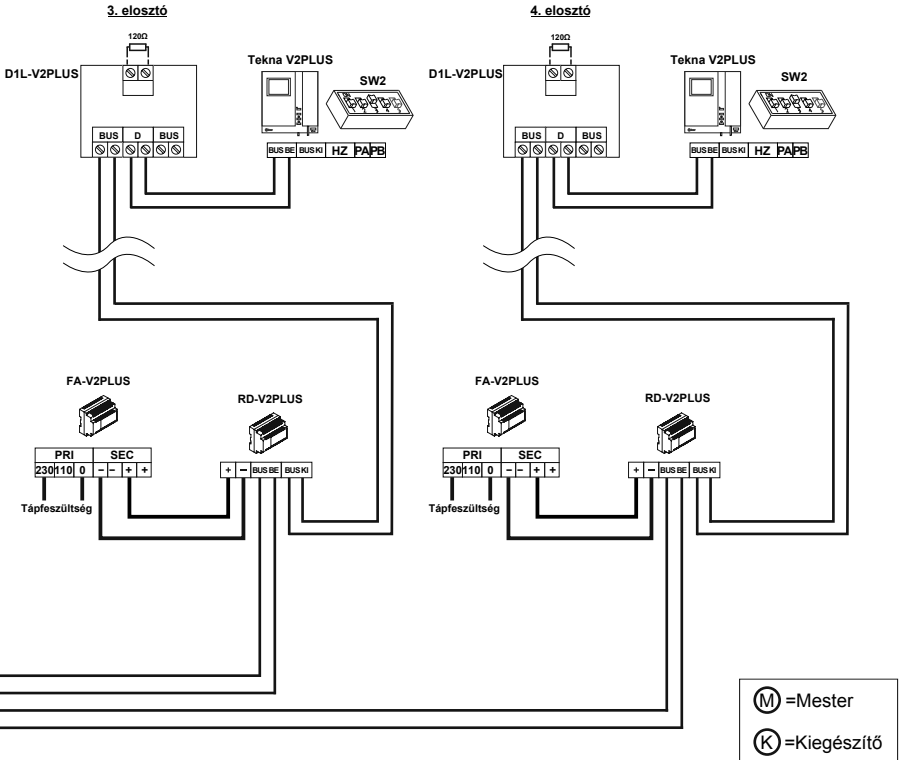 3. elosztó
120Ω
D1L-V2PLUS
Tekna V2PLUS
SW2
BUS D BUS
BUS BE BUS KI HZ PA PB
FA-V2PLUS
RD-V2PLUS
PRI SEC
230 110 0 – – + +
+ – BUS BE BUS KI
Tápfeszültség
4. elosztó
120Ω
D1L-V2PLUS
Tekna V2PLUS
SW2
BUS D BUS
BUS BE BUS KI HZ PA PB
FA-V2PLUS
RD-V2PLUS
PRI SEC
230 110 0 – – + +
+ – BUS BE BUS KI
Tápfeszültség
M =Mester
K =Kiegészítő